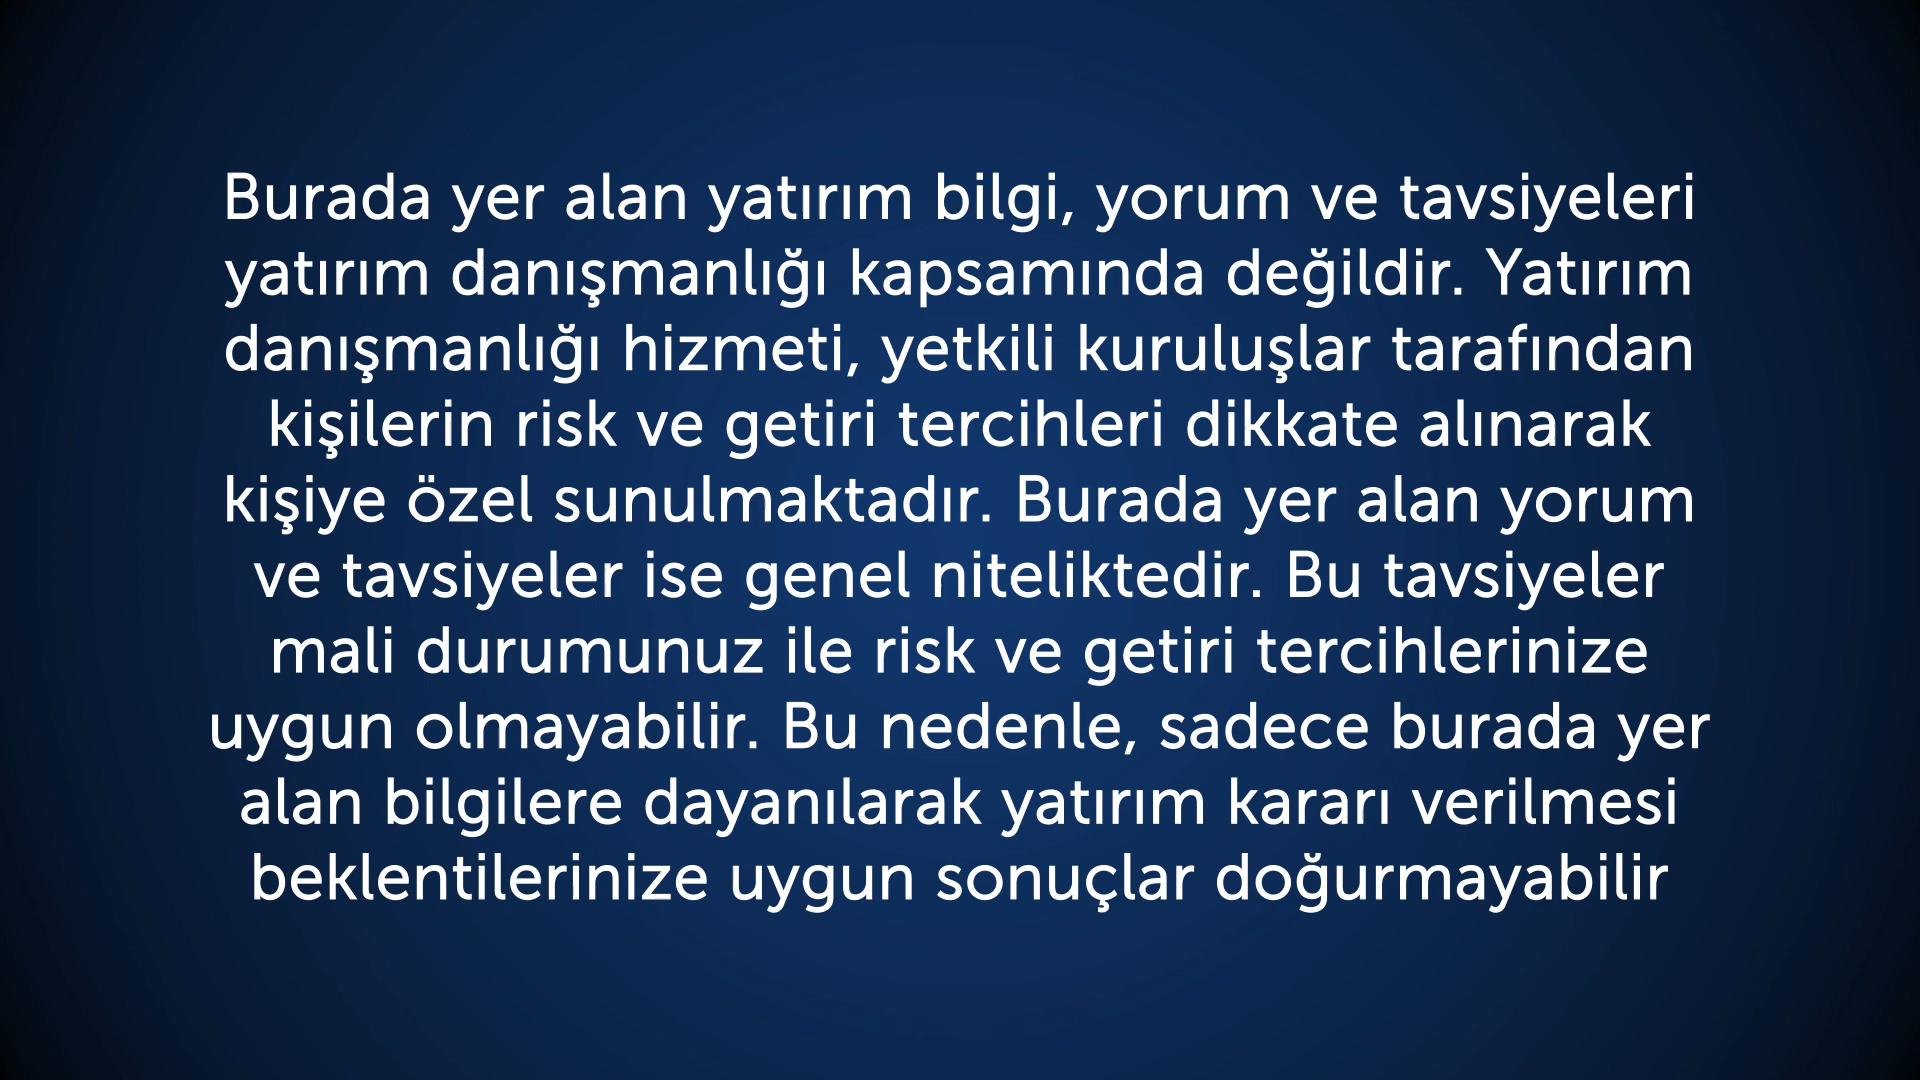 Burada yer alan yatırım bilgi, yorum ve tavsiyeleri
yatırım danışmanlığı kapsamında değildir. Yatırım
danışmanlığı hizmeti, yetkili kuruluşlar tarafından
kişilerin risk ve getiri tercihleri dikkate alınarak
kişiye özel sunulmaktadır. Burada yer alan yorum
ve tavsiyeler ise genel niteliktedir. Bu tavsiyeler
mali durumunuz ile risk ve getiri tercihlerinize
uygun olmayabilir. Bu nedenle, sadece burada yer
alan bilgilere dayanılarak yatırım kararı verilmesi
beklentilerinize uygun sonuçlar doğurmayabilir